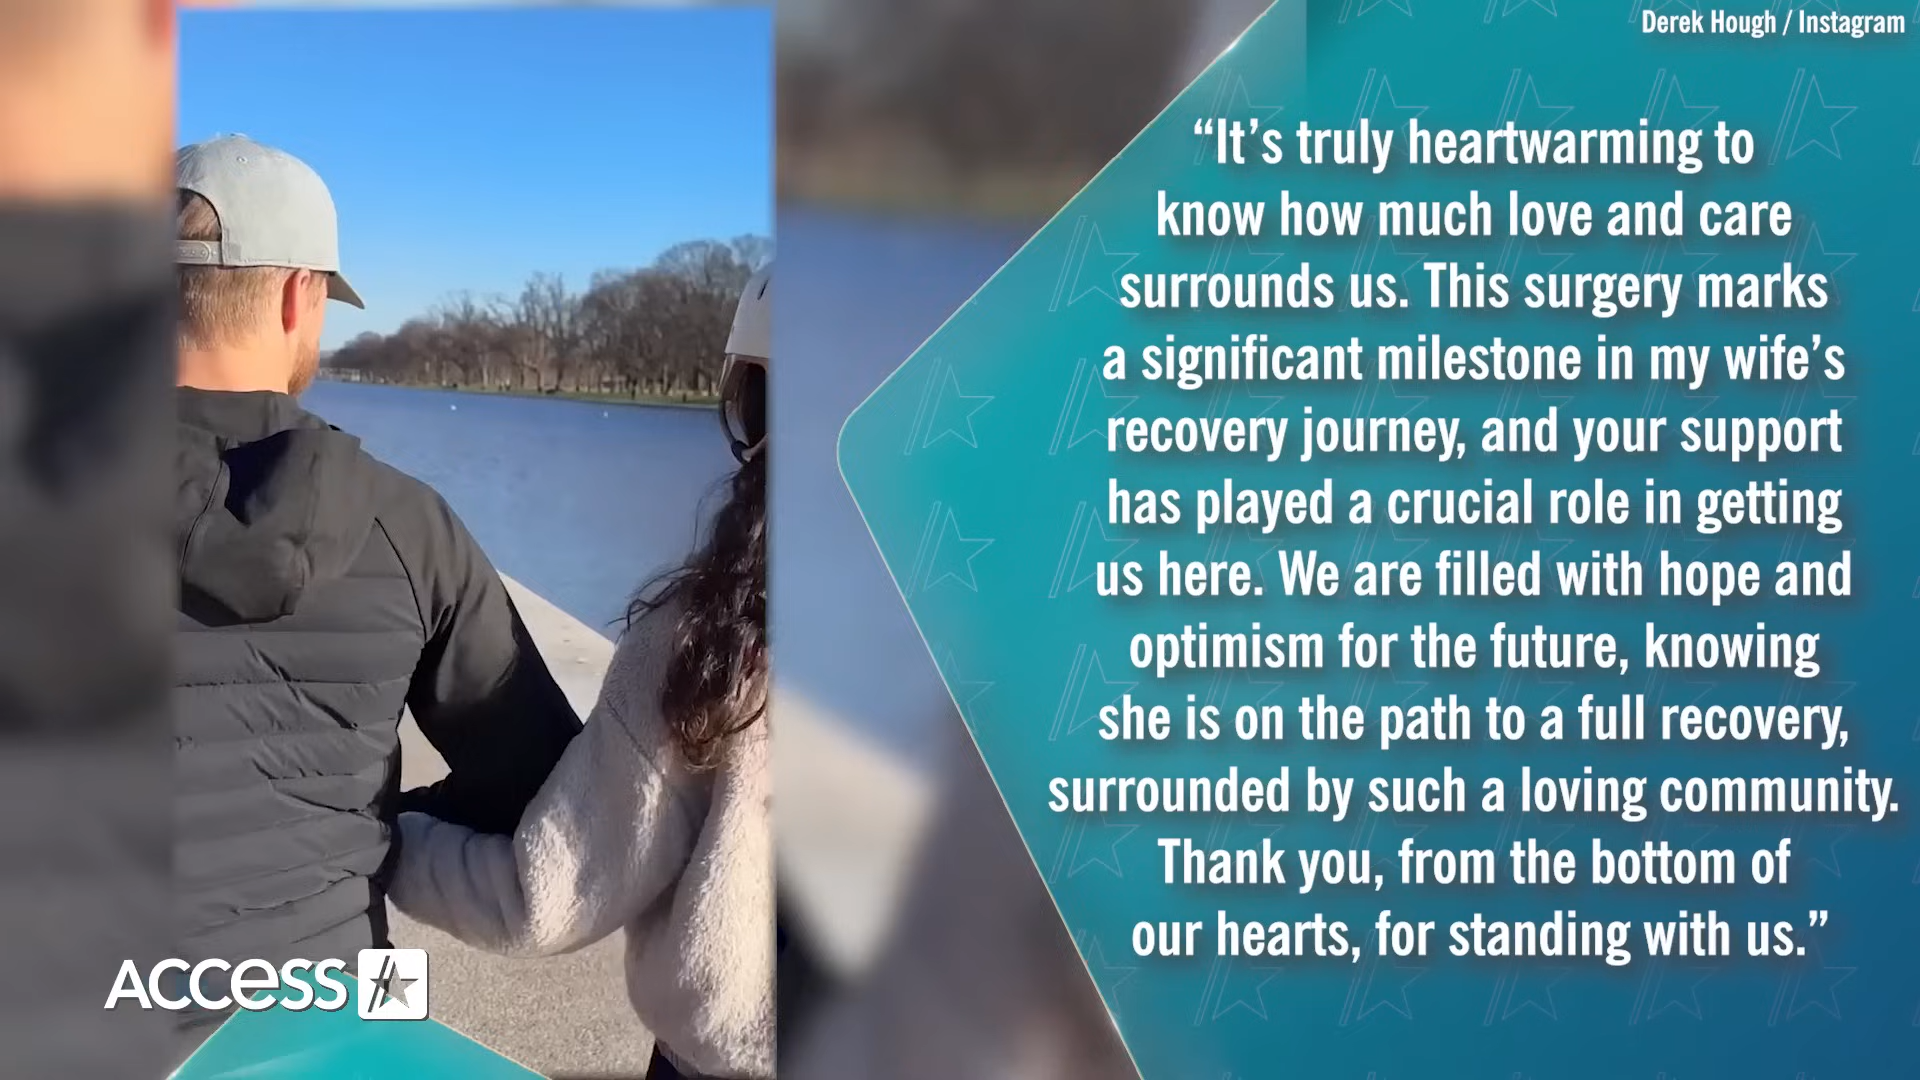 Derek Hough / Instagram
“It’s truly heartwarming to
know how much love and care
surrounds us. This surgery marks
a significant milestone in my wife’s
recovery journey, and your support
has played a crucial role in getting
us here. We are filled with hope and
optimism for the future, knowing
she is on the path to a full recovery,
surrounded by such a loving community.
Thank you, from the bottom of
our hearts, for standing with us.”
ACCESS